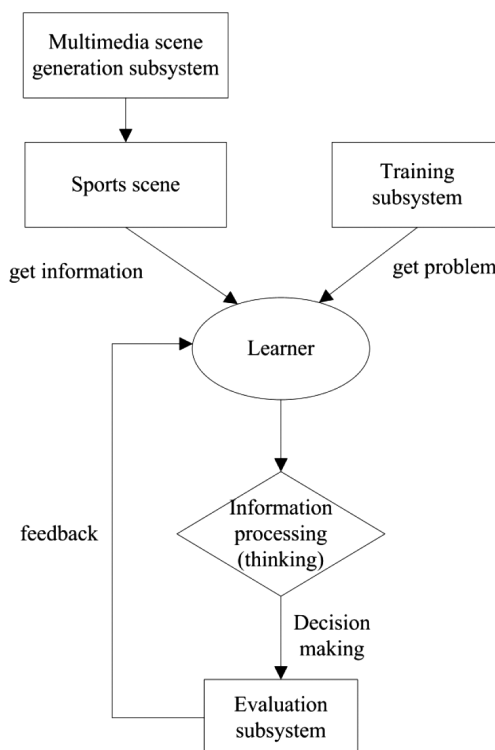 Multimedia scene
generation subsystem
Sports scene
Training
subsystem
get information
get problem
Learner
Information
processing
(thinking)
feedback
Decision
making
Evaluation
subsystem